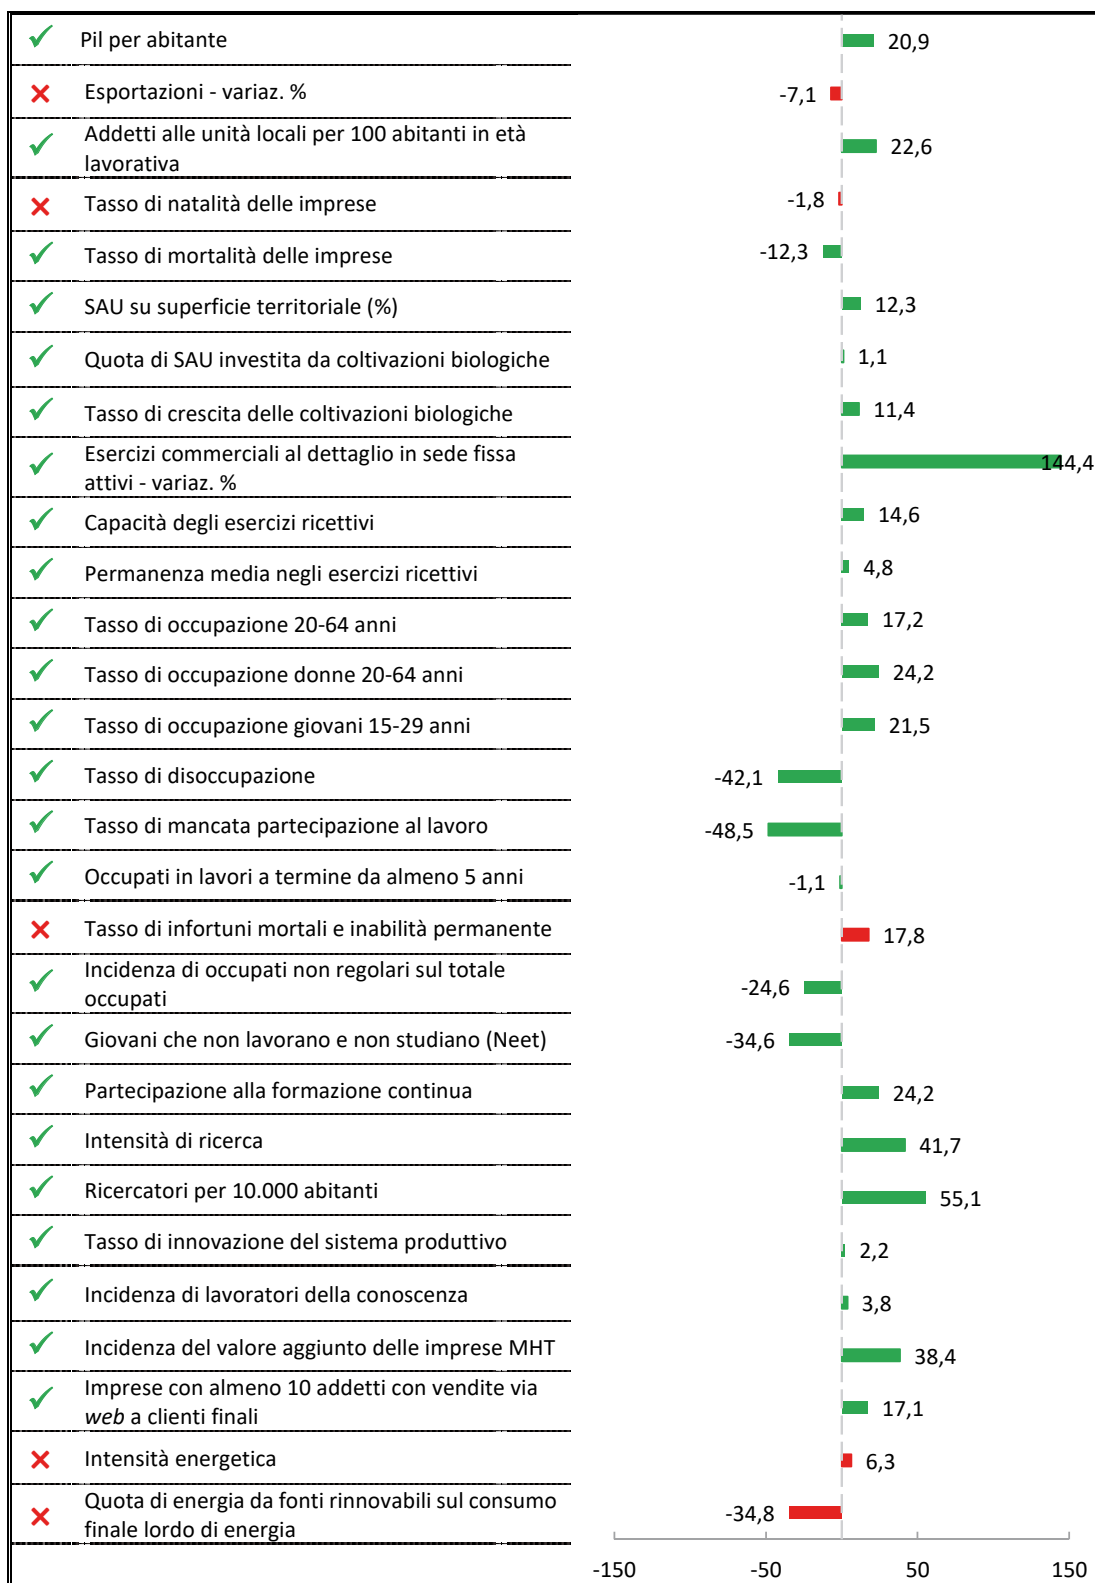 Pil per abitante 20,9
Esportazioni - variaz. % -7,1
Addetti alle unità locali per 100 abitanti in età
lavorativa 22,6
Tasso di natalità delle imprese -1,8
Tasso di mortalità delle imprese -12,3
SAU su superficie territoriale (%) 12,3
Quota di SAU investita da coltivazioni biologiche 1,1
Tasso di crescita delle coltivazioni biologiche 11,4
Esercizi commerciali al dettaglio in sede fissa
attivi - variaz. % 144,4
Capacità degli esercizi ricettivi 14,6
Permanenza media negli esercizi ricettivi 4,8
Tasso di occupazione 20-64 anni 17,2
Tasso di occupazione donne 20-64 anni 24,2
Tasso di occupazione giovani 15-29 anni 21,5
Tasso di disoccupazione -42,1
Tasso di mancata partecipazione al lavoro -48,5
Occupati in lavori a termine da almeno 5 anni -1,1
Tasso di infortuni mortali e inabilità permanente 17,8
Incidenza di occupati non regolari sul totale
occupati -24,6
Giovani che non lavorano e non studiano (Neet) -34,6
Partecipazione alla formazione continua 24,2
Intensità di ricerca 41,7
Ricercatori per 10.000 abitanti 55,1
Tasso di innovazione del sistema produttivo 2,2
Incidenza di lavoratori della conoscenza 3,8
Incidenza del valore aggiunto delle imprese MHT 38,4
Imprese con almeno 10 addetti con vendite via
web a clienti finali 17,1
Intensità energetica 6,3
Quota di energia da fonti rinnovabili sul consumo
finale lordo di energia -34,8
-150 -50 50 150